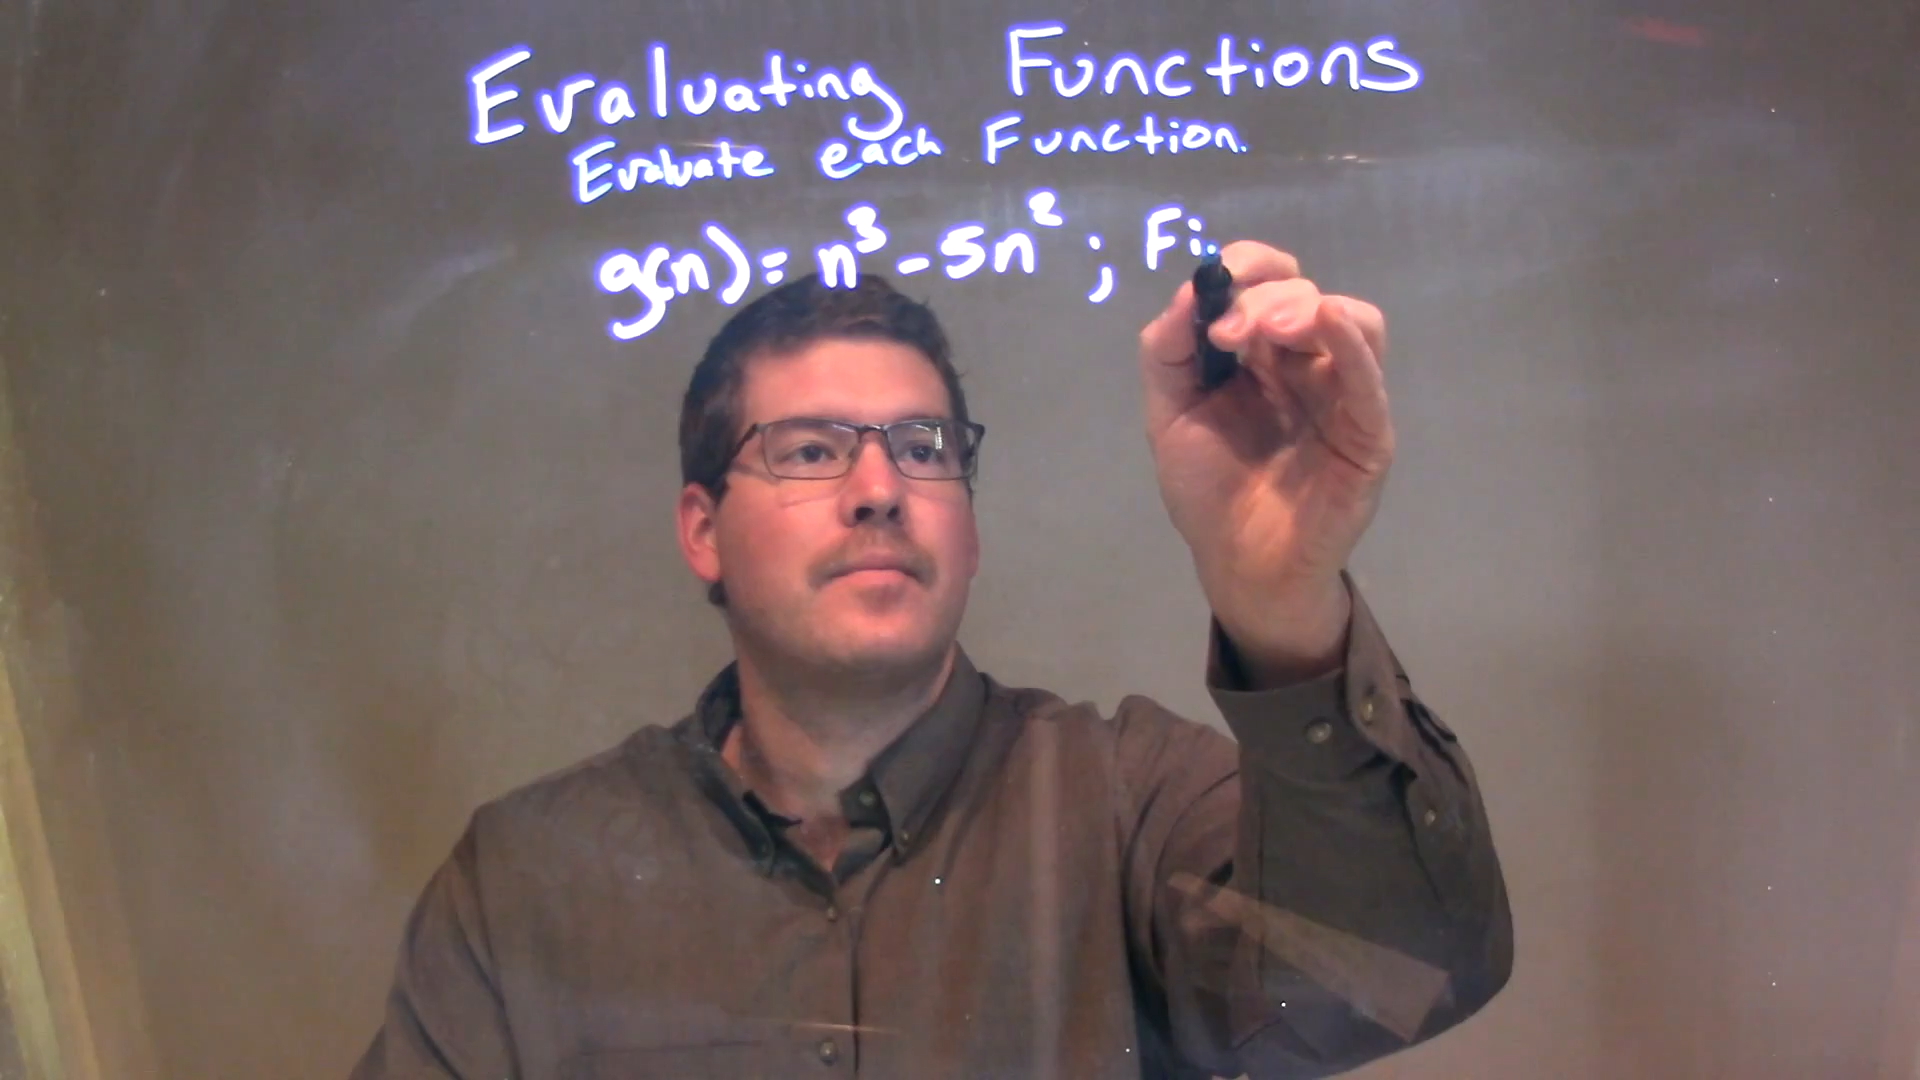 Evaluating Functions
Evaluate each Function.
g(n) = n³ - 5n² ; Fi